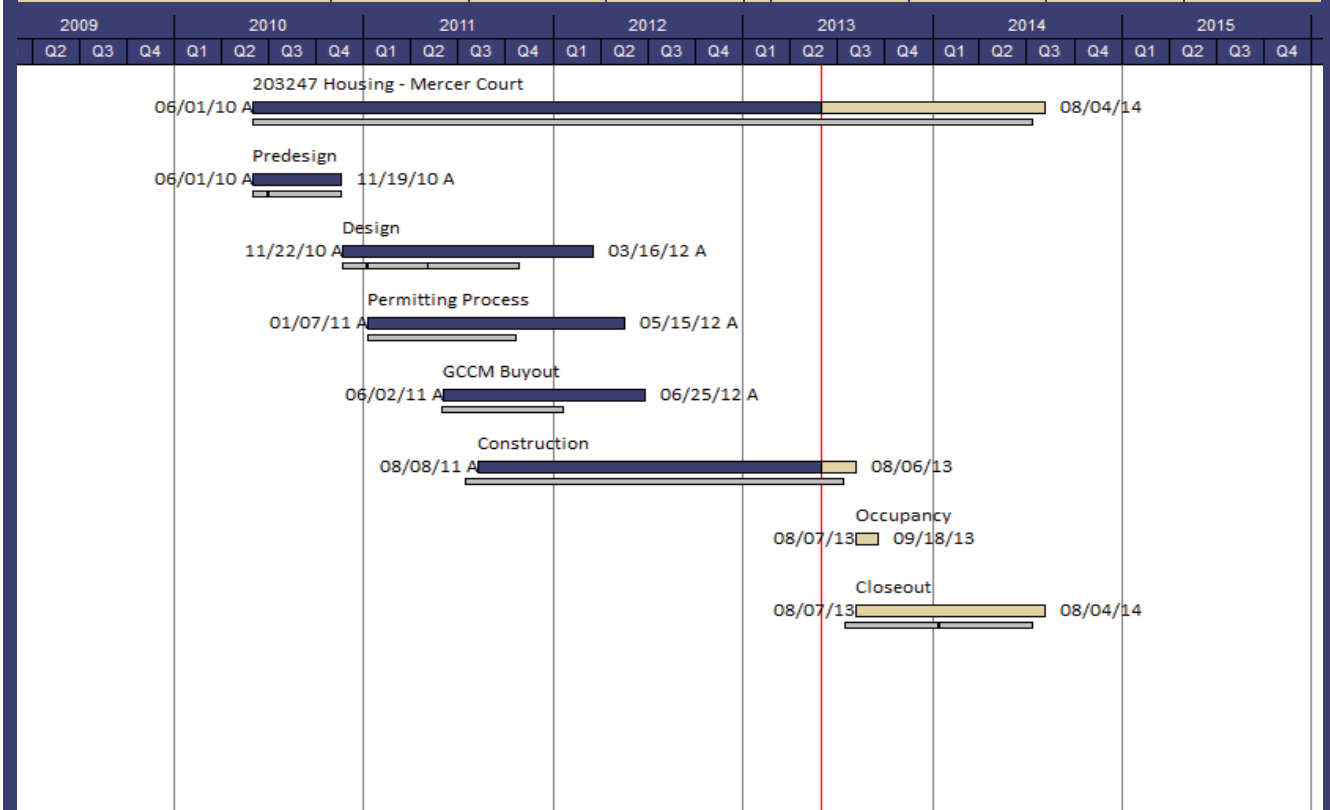 2009 2010 2011 2012 2013 2014 2015
Q2 Q3 Q4 Q1 Q2 Q3 Q4 Q1 Q2 Q3 Q4 Q1 Q2 Q3 Q4 Q1 Q2 Q3 Q4 Q1 Q2 Q3 Q4 Q1 Q2 Q3 Q4
203247 Housing - Mercer Court
06/01/10 A 08/04/14
Predesign
06/01/10 A 11/19/10 A
Design
11/22/10 A 03/16/12 A
Permitting Process
01/07/11 A 05/15/12 A
GCCM Buyout
06/02/11 A 06/25/12 A
Construction
08/08/11 A 08/06/13
Occupancy
08/07/13 09/18/13
Closeout
08/07/13 08/04/14